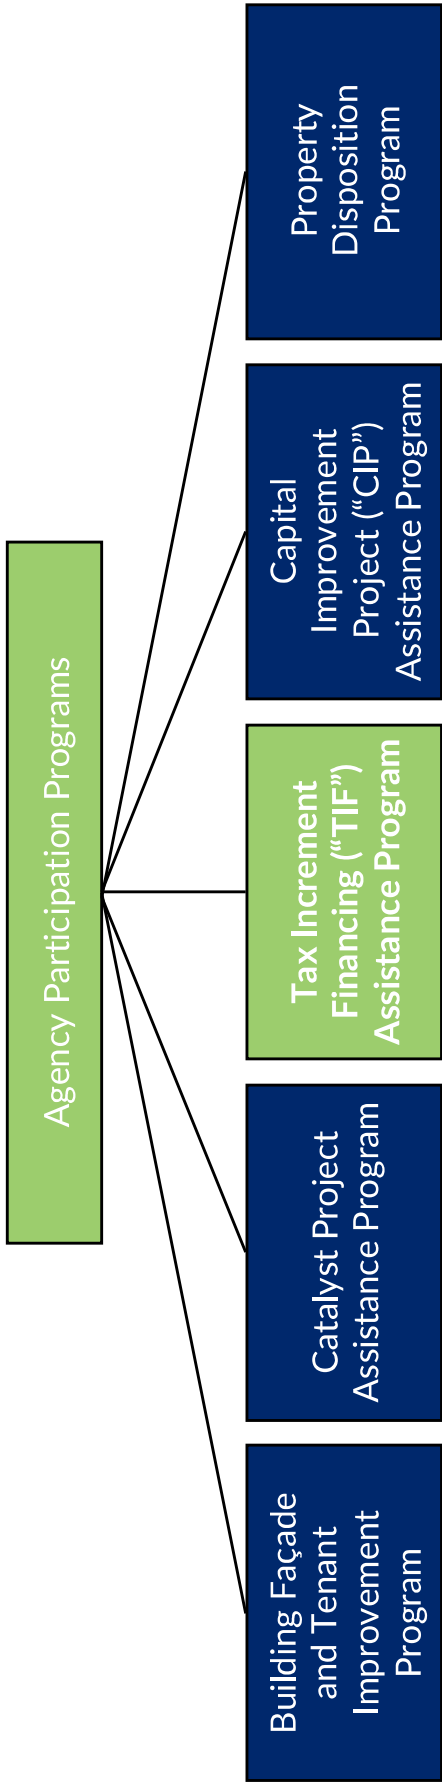 Agency Participation Programs
Building Façade
and Tenant
Improvement
Program
Catalyst Project
Assistance Program
Tax Increment
Financing (“TIF”)
Assistance Program
Capital
Improvement
Project (“CIP”)
Assistance Program
Property
Disposition
Program